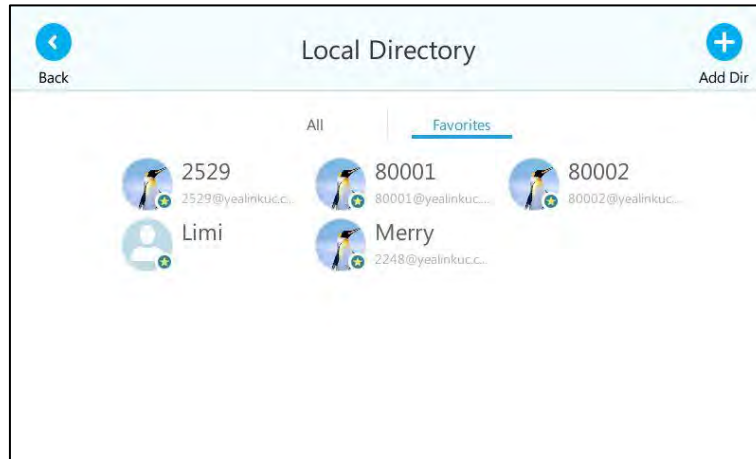 Local Directory
Back
Add Dir
All
Favorites
2529
80001
80002
2529@yealinkuc.c...
80001@yealinkuc....
80002@yealinkuc...
Limi
Merry
2248@yealinkuc.c...